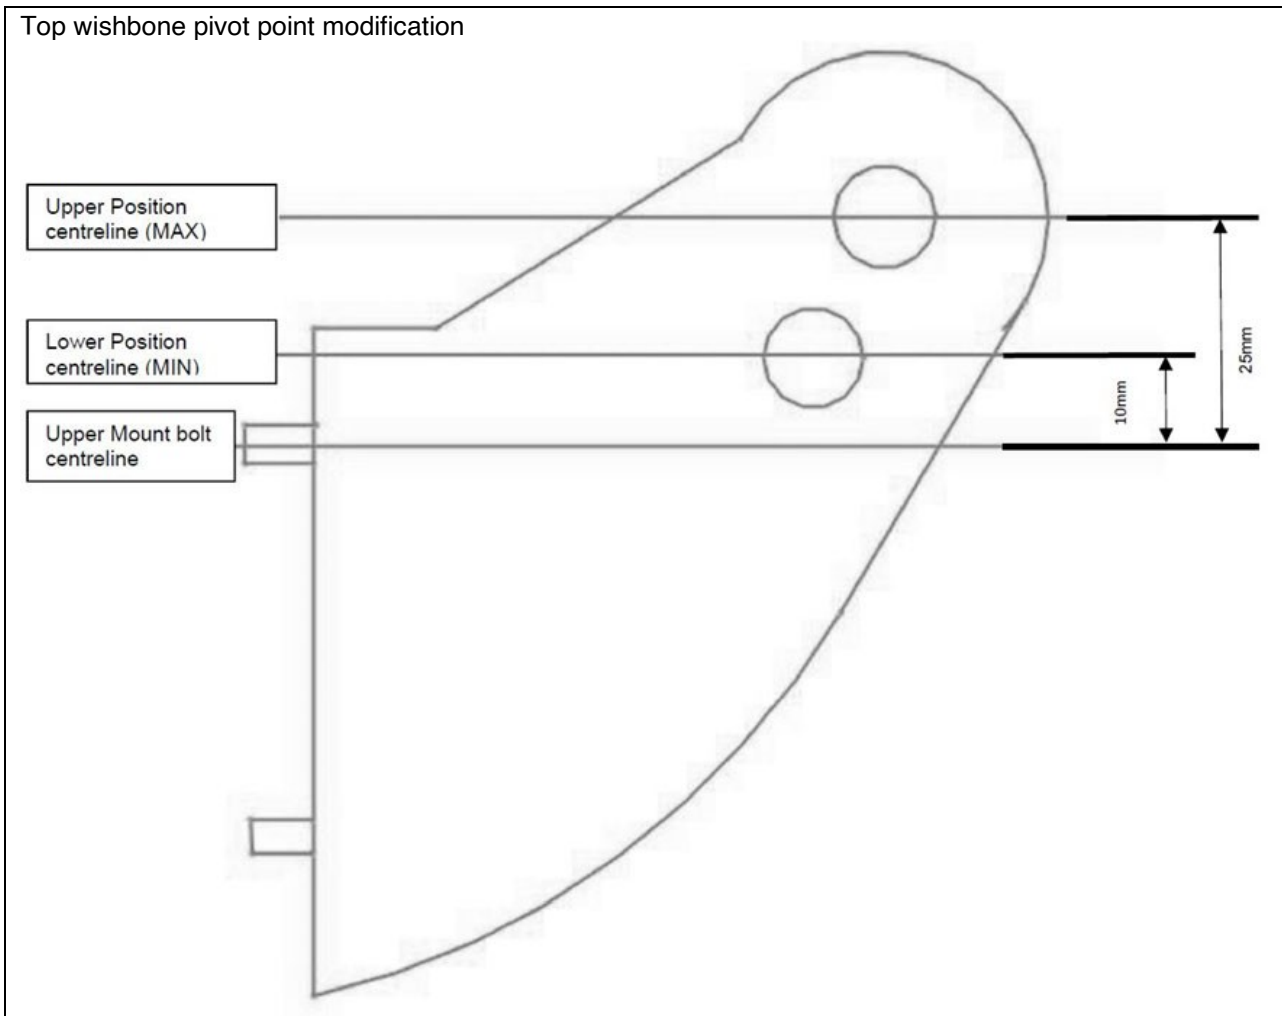 Top wishbone pivot point modification
Upper Position
centreline (MAX)
Lower Position
centreline (MIN)
25mm
10mm
Upper Mount bolt
centreline